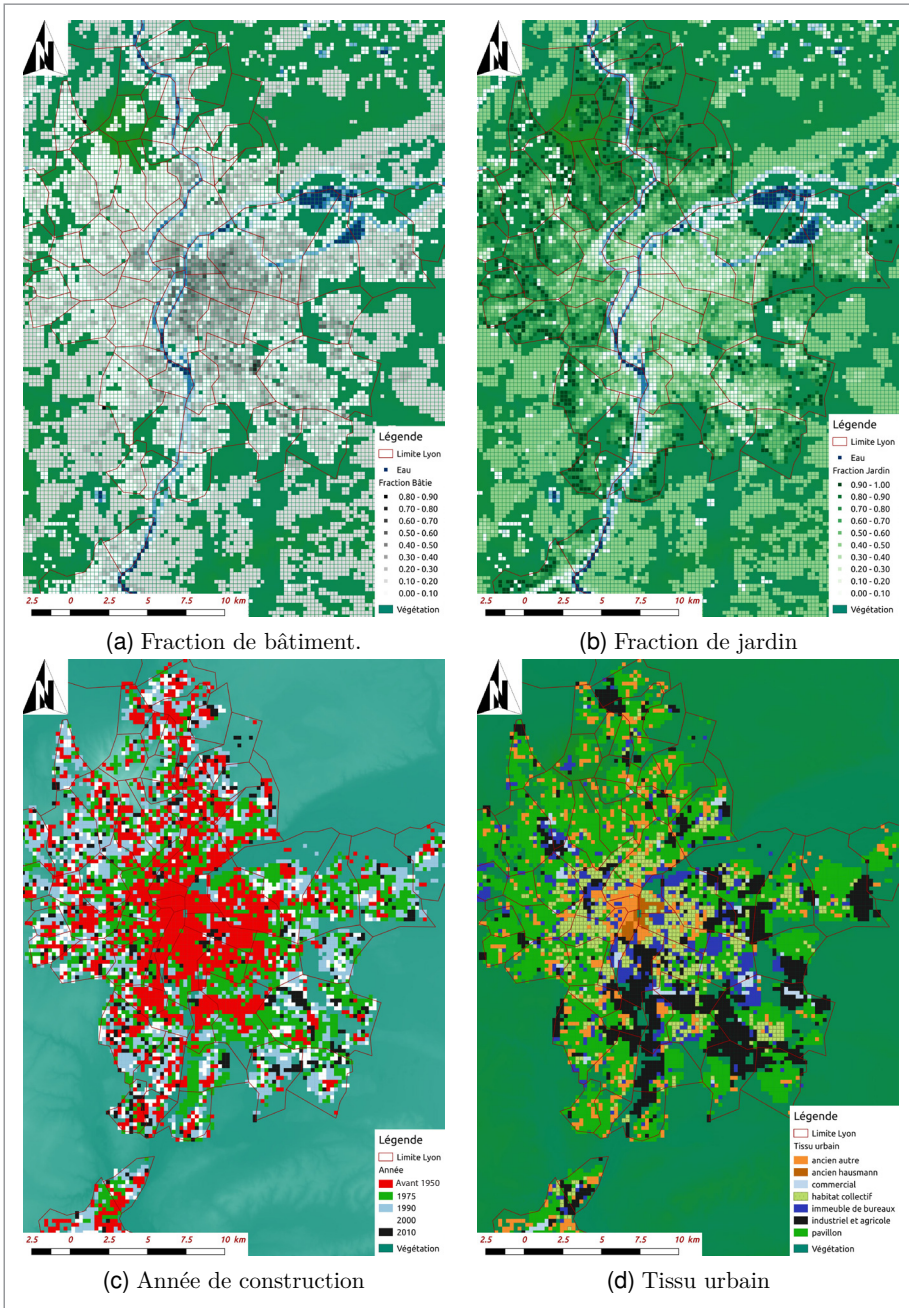 N
Légende
Limite Lyon
Eau
Fraction Bâtie
0.80 - 0.90
0.70 - 0.80
0.60 - 0.70
0.50 - 0.60
0.40 - 0.50
0.30 - 0.40
0.20 - 0.30
0.10 - 0.20
0.00 - 0.10
Végétation
2.5 0 2.5 5 7.5 10 km
(a) Fraction de bâtiment.
N
Légende
Limite Lyon
Eau
Fraction Jardin
0.90 - 1.00
0.80 - 0.90
0.70 - 0.80
0.60 - 0.70
0.50 - 0.60
0.40 - 0.50
0.30 - 0.40
0.20 - 0.30
0.10 - 0.20
0.00 - 0.10
Végétation
2.5 0 2.5 5 7.5 10 km
(b) Fraction de jardin
N
Légende
Limite Lyon
Année
Avant 1950
1975
1990
2000
2010
Végétation
2.5 0 2.5 5 7.5 10 km
(c) Année de construction
N
Légende
Limite Lyon
Tissu urbain
ancien autre
ancien hausmann
commercial
habitat collectif
immeuble de bureaux
industriel et agricole
pavillon
Végétation
2.5 0 2.5 5 7.5 10 km
(d) Tissu urbain